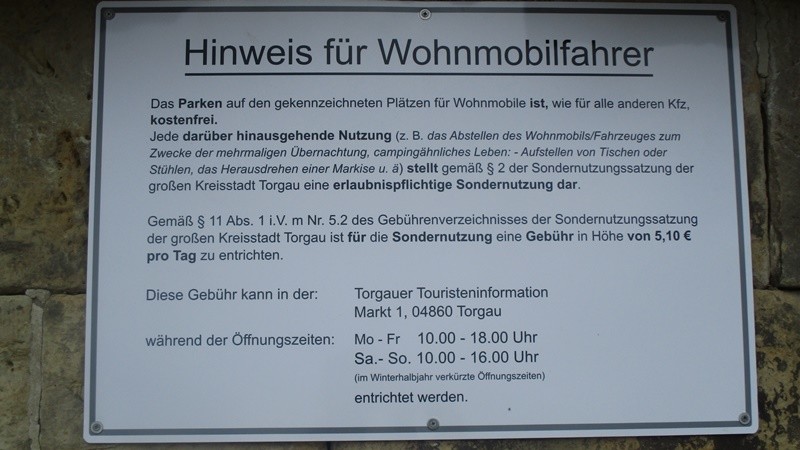 Hinweis für Wohnmobilfahrer
Das Parken auf den gekennzeichneten Plätzen für Wohnmobile ist, wie für alle anderen Kfz,
kostenfrei.
Jede darüber hinausgehende Nutzung (z. B. das Abstellen des Wohnmobils/Fahrzeuges zum
Zwecke der mehrmaligen Übernachtung, campingähnliches Leben: - Aufstellen von Tischen oder
Stühlen, das Herausdrehen einer Markise u. ä) stellt gemäß § 2 der Sondernutzungssatzung der
großen Kreisstadt Torgau eine erlaubnispflichtige Sondernutzung dar.
Gemäß § 11 Abs. 1 i.V. m Nr. 5.2 des Gebührenverzeichnisses der Sondernutzungssatzung
der großen Kreisstadt Torgau ist für die Sondernutzung eine Gebühr in Höhe von 5,10 €
pro Tag zu entrichten.
Diese Gebühr kann in der: Torgauer Touristeninformation
Markt 1, 04860 Torgau
während der Öffnungszeiten: Mo - Fr 10.00 - 18.00 Uhr
Sa.- So. 10.00 - 16.00 Uhr
(im Winterhalbjahr verkürzte Öffnungszeiten)
entrichtet werden.